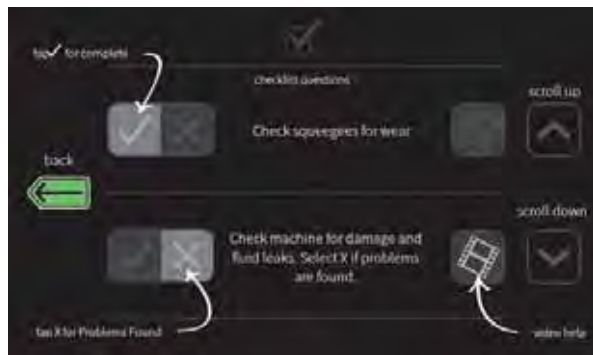 tap✓ for complete
checklist questions
scroll up
Check squeegees for wear
back
scroll down
Check machine for damage and
fluid leaks. Select X if problems
are found.
tap X for Problems Found
video help